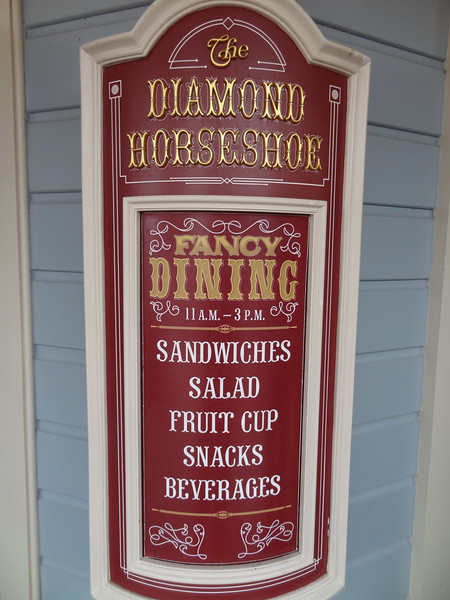 The
DIAMOND
HORSESHOE
FANCY
DINING
11 A.M. – 3 P.M.
SANDWICHES
SALAD
FRUIT CUP
SNACKS
BEVERAGES